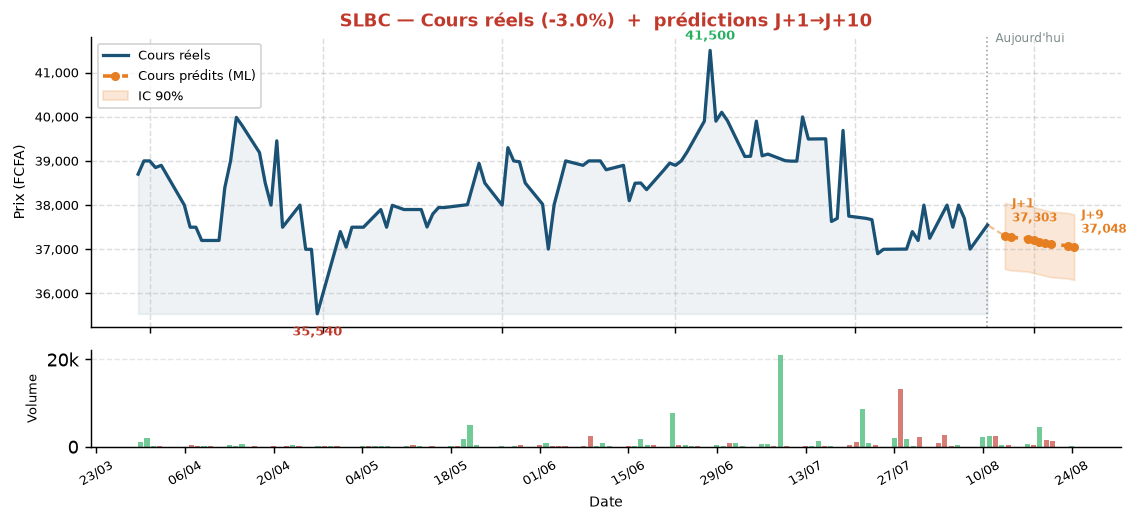 SLBC — Cours réels (-3.0%)  +  prédictions J+1→J+10
41,500
Aujourd'hui
Cours réels
Cours prédits (ML)
IC 90%
41,000
40,000
39,000
38,000
37,000
36,000
Prix (FCFA)
J+1
37,303
J+9
37,048
35,540
20k
0
Volume
23/03
06/04
20/04
04/05
18/05
01/06
15/06
29/06
13/07
27/07
10/08
24/08
Date